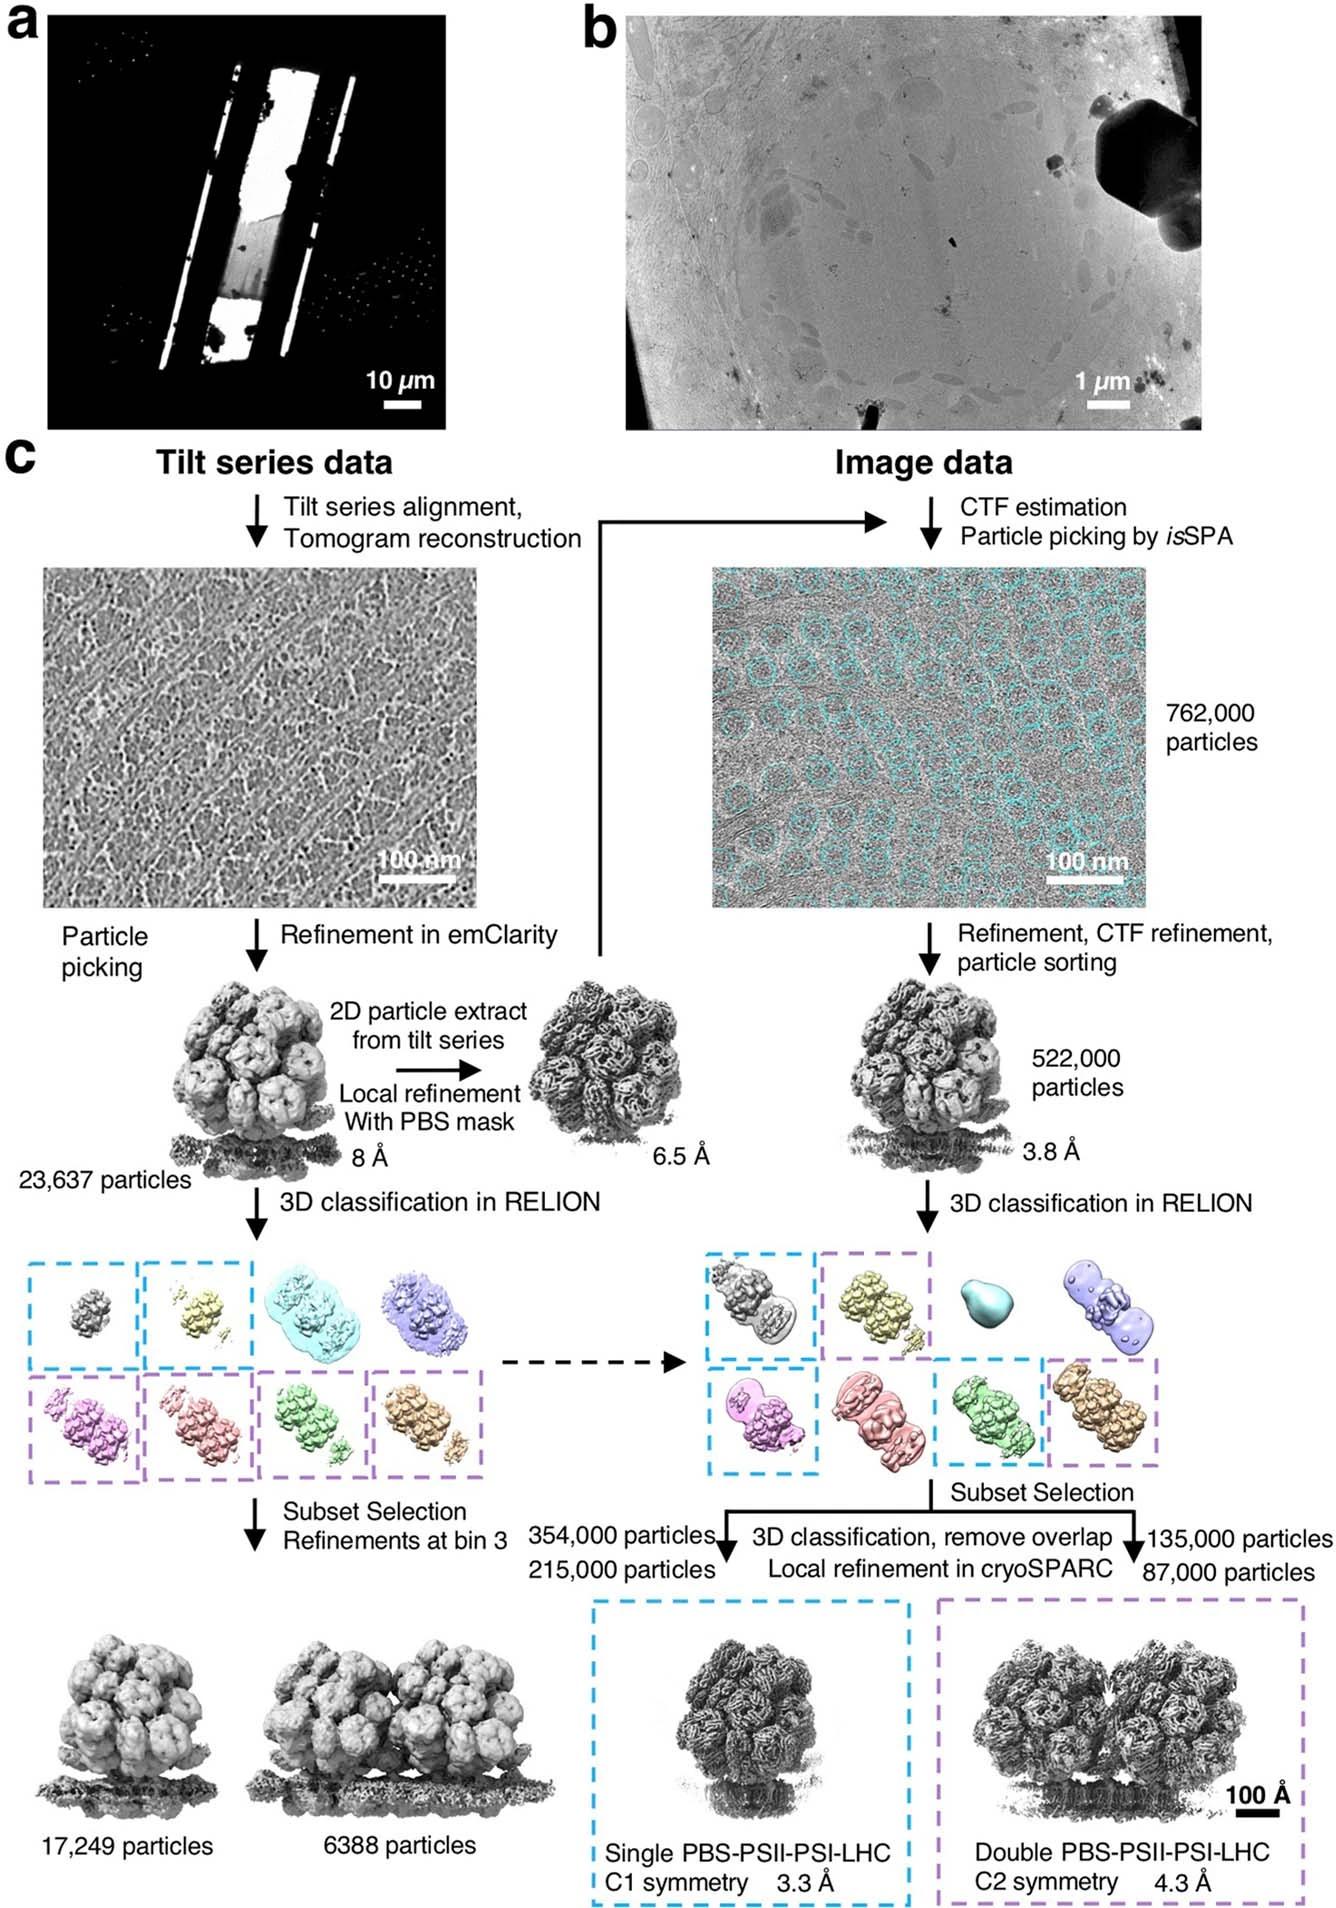 a
b
10 µm
1 µm
c
Tilt series data
Image data
Tilt series alignment,
Tomogram reconstruction
CTF estimation
Particle picking by isSPA
762,000
particles
100 nm
100 nm
Particle
picking
Refinement in emClarity
Refinement, CTF refinement,
particle sorting
2D particle extract
from tilt series
Local refinement
With PBS mask
522,000
particles
8 Å
6.5 Å
3.8 Å
23,637 particles
3D classification in RELION
3D classification in RELION
Subset Selection
Refinements at bin 3
Subset Selection
354,000 particles
215,000 particles
3D classification, remove overlap
Local refinement in cryoSPARC
135,000 particles
87,000 particles
100 Å
17,249 particles
6388 particles
Single PBS-PSII-PSI-LHC
C1 symmetry 3.3 Å
Double PBS-PSII-PSI-LHC
C2 symmetry 4.3 Å